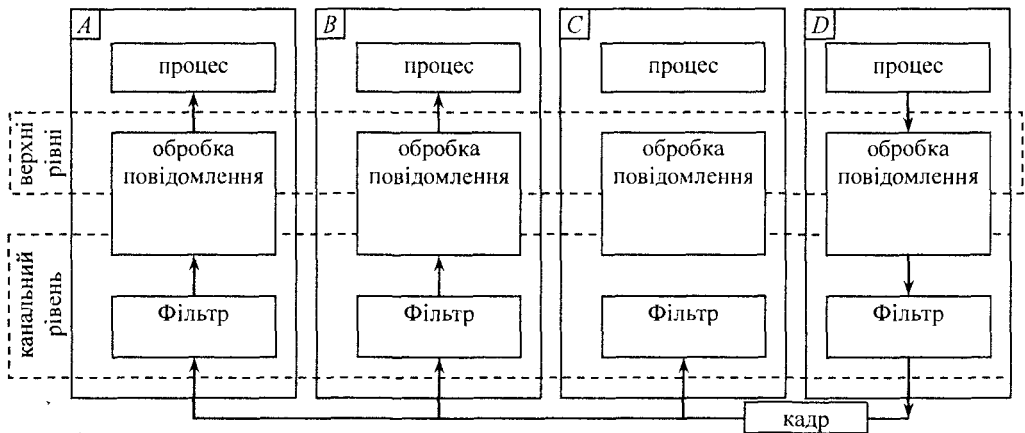 A
B
C
D
процес
процес
процес
процес
верхні
рівні
обробка
повідомлення
обробка
повідомлення
обробка
повідомлення
обробка
повідомлення
канальний
рівень
Фільтр
Фільтр
Фільтр
Фільтр
кадр